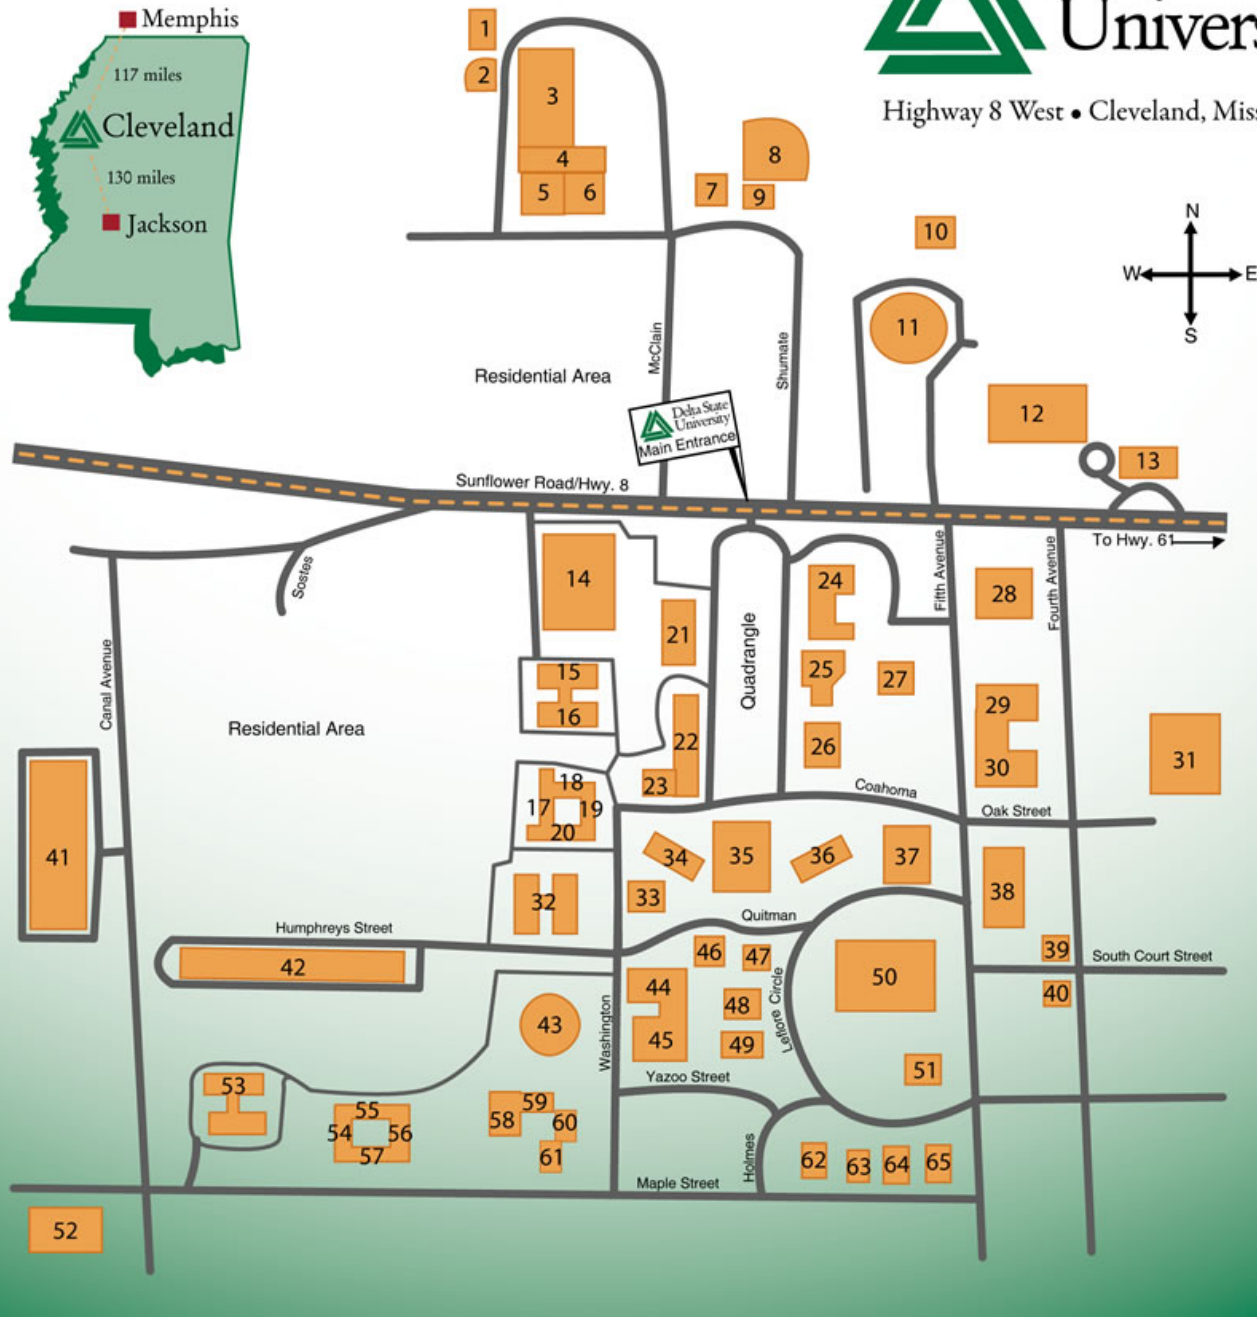 Memphis
117 miles
Cleveland
130 miles
Jackson
Univers
Highway 8 West • Cleveland, Miss
N
W E
S
1
2
3
4
5
6
7
8
9
10
11
12
13
Residential Area
McClain
Shumate
Delta State
University
Main Entrance
Sunflower Road/Hwy. 8
To Hwy. 61
Sostes
Canal Avenue
Residential Area
14
15
16
17
18
19
20
21
22
23
Quadrangle
24
25
26
27
Fifth Avenue
28
Fourth Avenue
29
30
31
Coahoma
Oak Street
32
33
34
35
36
37
38
39
40
South Court Street
Quitman
41
Humphreys Street
42
43
Washington
44
45
46
47
48
49
Leflore Circle
50
51
Yazoo Street
52
53
54
55
56
57
58
59
60
61
Holmes
Maple Street
62
63
64
65